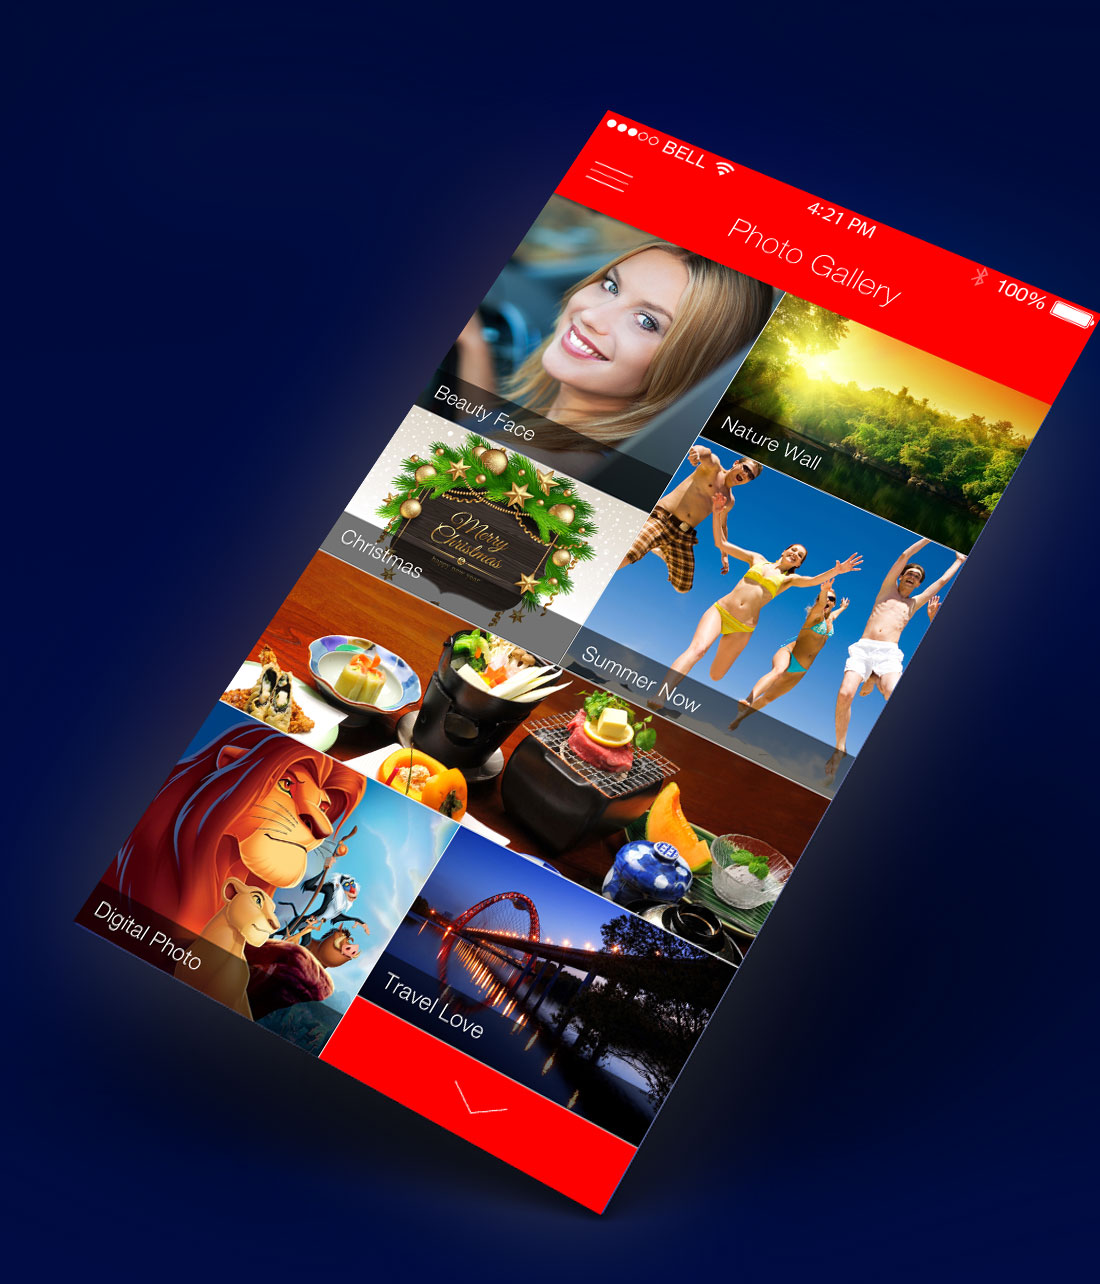 BELL
4:21 PM
100%
Photo Gallery
Beauty Face
Nature Wall
Merry
Christmas
Christmas
Summer Now
Digital Photo
Travel Love